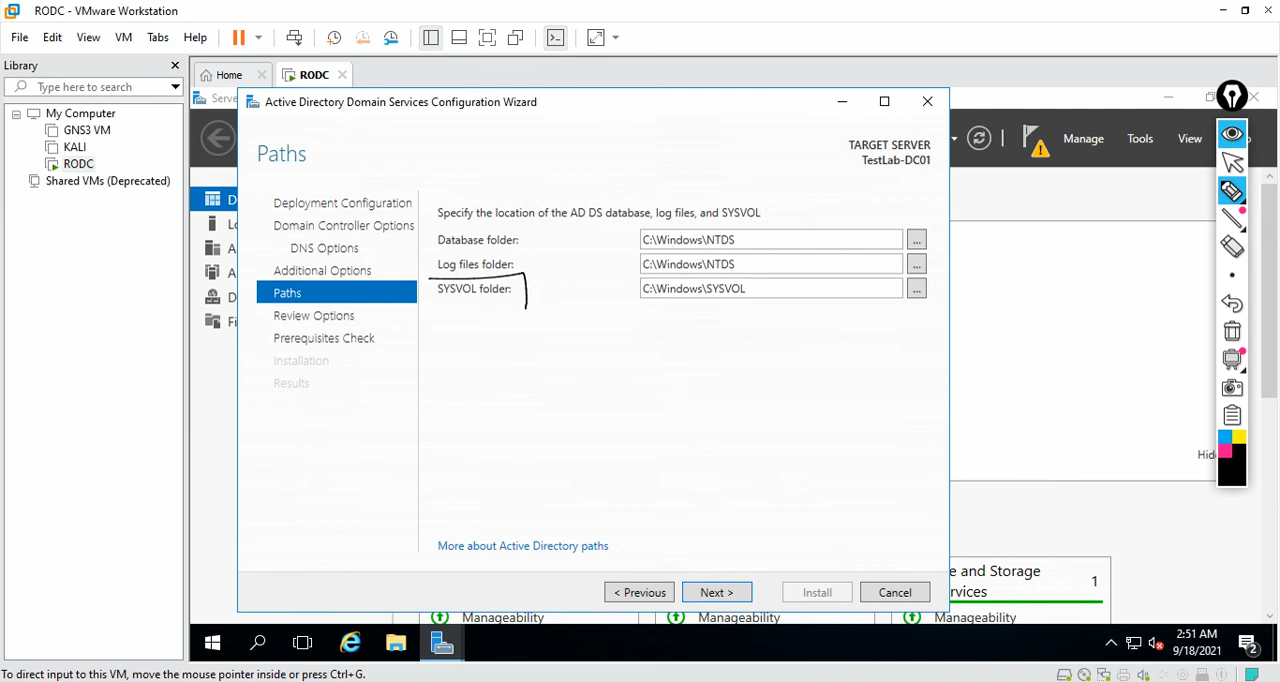 RODC - VMware Workstation
File Edit View VM Tabs Help
Library
Type here to search
My Computer
GNS3 VM
KALI
RODC
Shared VMs (Deprecated)
Home
RODC
Serve
Active Directory Domain Services Configuration Wizard
Manage Tools View
Paths
TARGET SERVER
TestLab-DC01
Deployment Configuration
Domain Controller Options
DNS Options
Additional Options
Paths
Review Options
Prerequisites Check
Installation
Results
Specify the location of the AD DS database, log files, and SYSVOL
Database folder: C:\Windows\NTDS ...
Log files folder: C:\Windows\NTDS ...
SYSVOL folder: C:\Windows\SYSVOL ...
More about Active Directory paths
< Previous Next > Install Cancel
D
L
A
A
D
Fi
Hid
e and Storage
rvices
1
Manageability
Manageability
Manageability
2:51 AM
9/18/2021
2
To direct input to this VM, move the mouse pointer inside or press Ctrl+G.